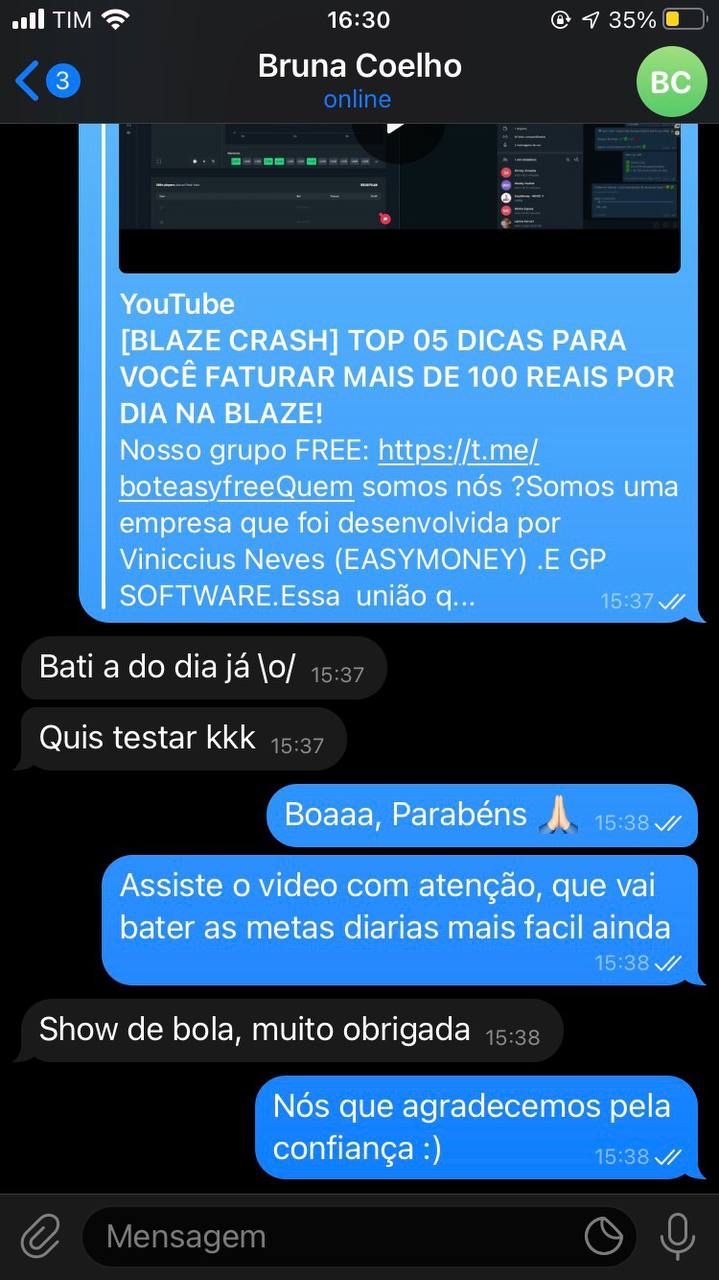 TIM
16:30
35%
3
Bruna Coelho
online
BC
YouTube
[BLAZE CRASH] TOP 05 DICAS PARA
VOCÊ FATURAR MAIS DE 100 REAIS POR
DIA NA BLAZE!
Nosso grupo FREE: https://t.me/
boteasyfreeQuem somos nós ?Somos uma
empresa que foi desenvolvida por
Viniccius Neves (EASYMONEY) .E GP
SOFTWARE.Essa  união q...
15:37
Bati a do dia já \o/ 15:37
Quis testar kkk 15:37
Boaaa, Parabéns 🙏🏻 15:38
Assiste o video com atenção, que vai
bater as metas diarias mais facil ainda
15:38
Show de bola, muito obrigada 15:38
Nós que agradecemos pela
confiança :) 15:38
Mensagem